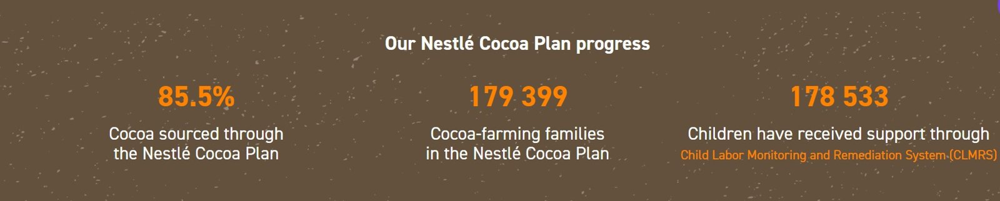 Our Nestlé Cocoa Plan progress
85.5%
Cocoa sourced through
the Nestlé Cocoa Plan
179 399
Cocoa-farming families
in the Nestlé Cocoa Plan
178 533
Children have received support through
Child Labor Monitoring and Remediation System (CLMRS)